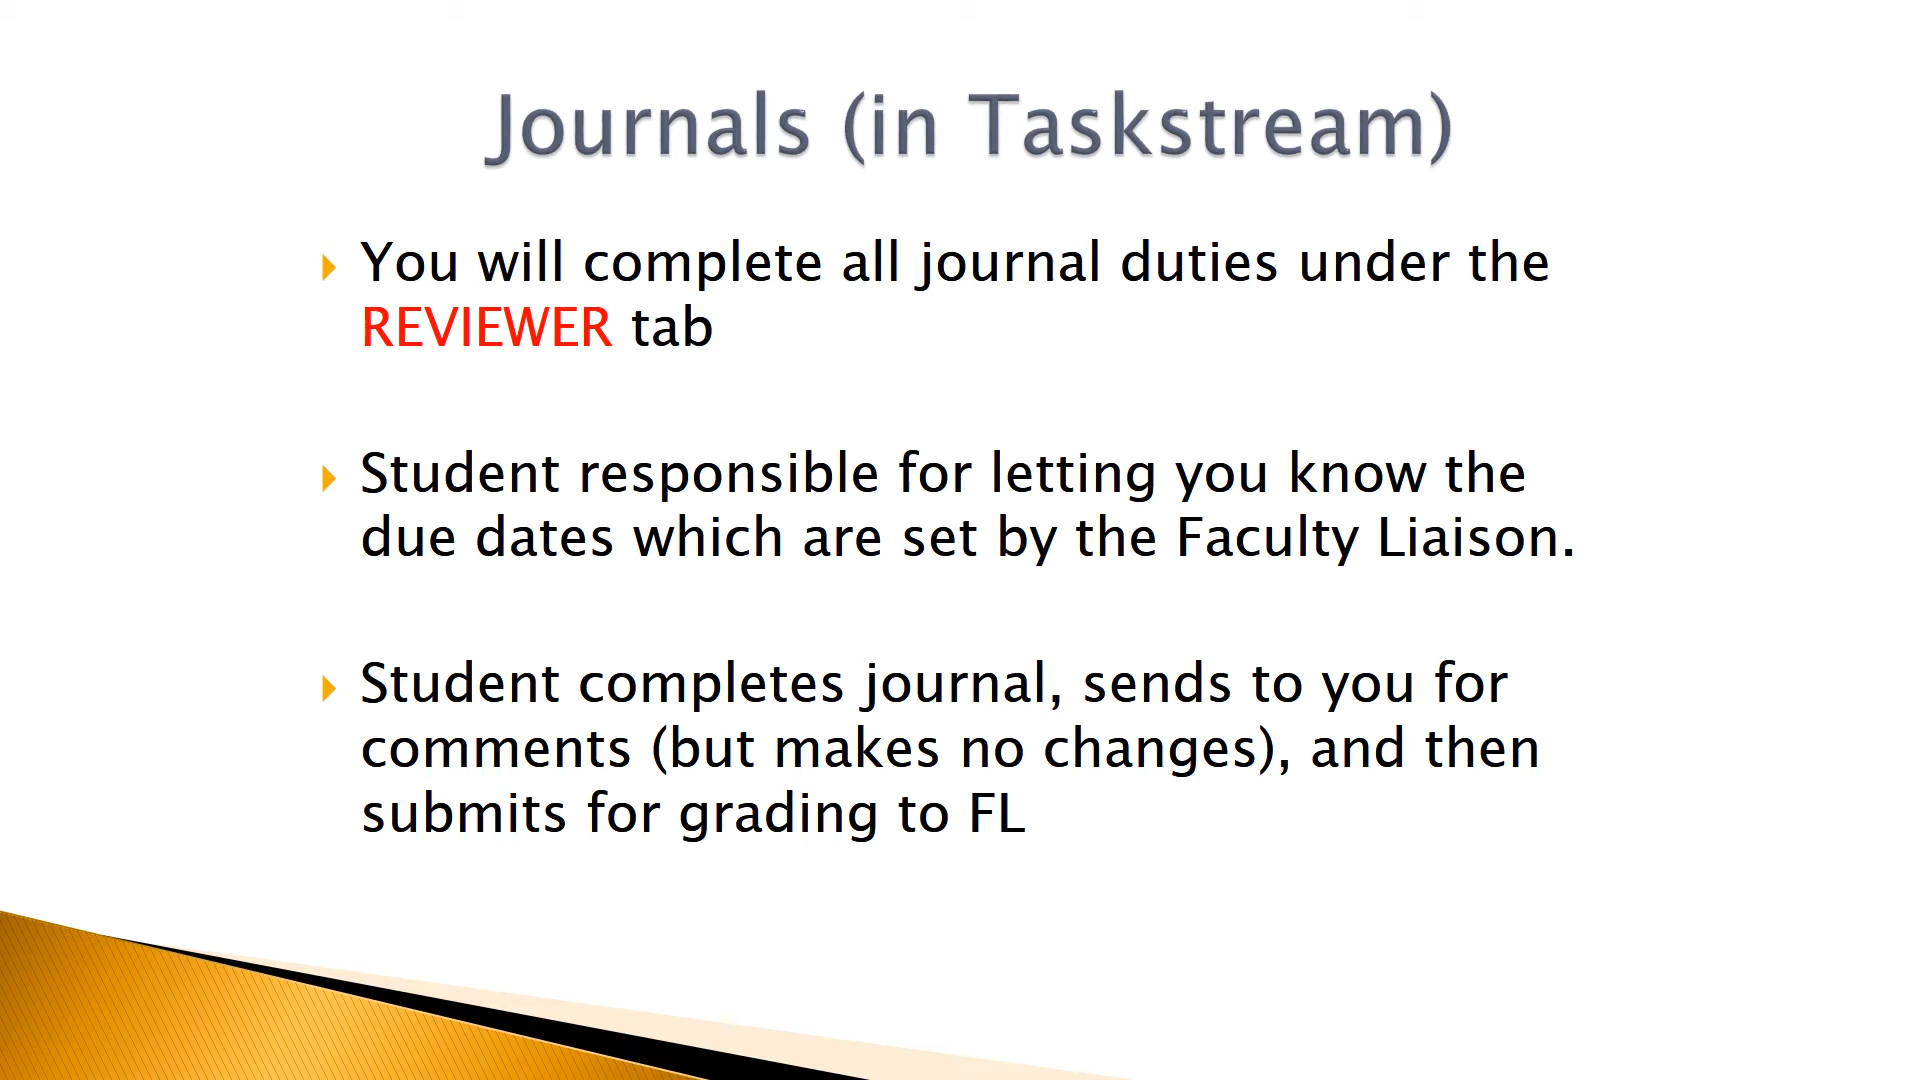 Journals (in Taskstream)
You will complete all journal duties under the
REVIEWER tab
Student responsible for letting you know the
due dates which are set by the Faculty Liaison.
Student completes journal, sends to you for
comments (but makes no changes), and then
submits for grading to FL